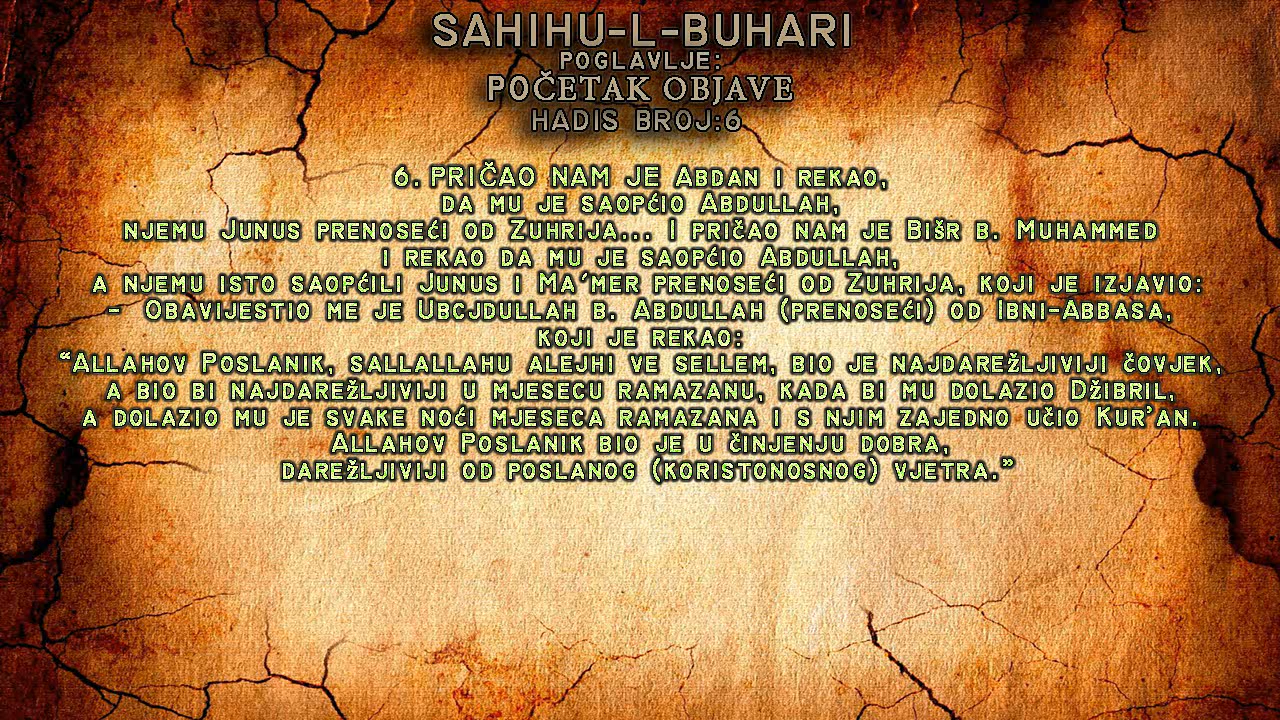 SAHIHU-L-BUHARI
POGLAVLJE:
POČETAK OBJAVE
HADIS BROJ:6
6. PRIČAO NAM JE Abdan i rekao,
da mu je saopćio Abdullah,
njemu Junus prenoseći od Zuhrija... I pričao nam je Bišr b. Muhammed
i rekao da mu je saopćio Abdullah,
a njemu isto saopćili Junus i Ma'mer prenoseći od Zuhrija, koji je izjavio:
- Obavijestio me je Ubcjdullah b. Abdullah (prenoseći) od Ibni-Abbasa,
koji je rekao:
“Allahov Poslanik, sallallahu alejhi ve sellem, bio je najdarežljiviji čovjek,
a bio bi najdarežljiviji u mjesecu ramazanu, kada bi mu dolazio Džibril,
a dolazio mu je svake noći mjeseca ramazana i s njim zajedno učio Kur'an.
Allahov Poslanik bio je u činjenju dobra,
darežljiviji od poslanog (koristonosnog) vjetra.”